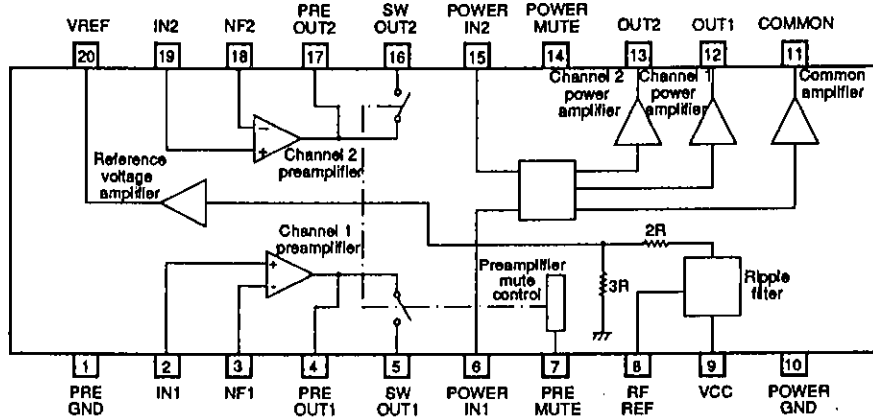 VREF IN2 NF2 PRE OUT2 SW OUT2 POWER IN2 POWER MUTE OUT2 OUT1 COMMON
20 19 18 17 16 15 14 13 12 11
Channel 2 power amplifier
Channel 1 power amplifier
Common amplifier
Channel 2 preamplifier
Reference voltage amplifier
Channel 1 preamplifier
Preamplifier mute control
2R
3R
Ripple filter
1 2 3 4 5 6 7 8 9 10
PRE GND IN1 NF1 PRE OUT1 SW OUT1 POWER IN1 PRE MUTE RF REF VCC POWER GND